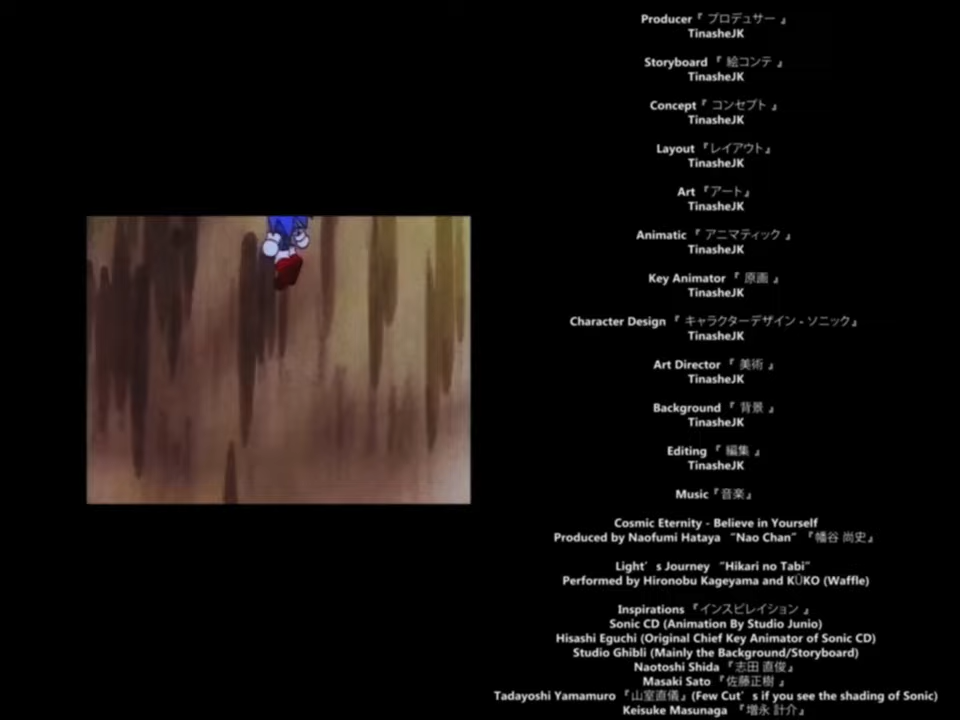 Producer『 プロデュサー 』
TinasheJK
Storyboard 『 絵コンテ 』
TinasheJK
Concept『 コンセプト 』
TinasheJK
Layout 『レイアウト』
TinasheJK
Art 『アート』
TinasheJK
Animatic 『 アニマティック 』
TinasheJK
Key Animator 『 原画 』
TinasheJK
Character Design 『 キャラクターデザイン - ソニック』
TinasheJK
Art Director 『 美術 』
TinasheJK
Background 『 背景 』
TinasheJK
Editing 『 編集 』
TinasheJK
Music『音楽』
Cosmic Eternity - Believe in Yourself
Produced by Naofumi Hataya “Nao Chan”『幡谷 尚史』
Light’s Journey “Hikari no Tabi”
Performed by Hironobu Kageyama and KŪKO (Waffle)
Inspirations 『インスピレイション 』
Sonic CD (Animation By Studio Junio)
Hisashi Eguchi (Original Chief Key Animator of Sonic CD)
Studio Ghibli (Mainly the Background/Storyboard)
Naotoshi Shida 『志田 直俊』
Masaki Sato 『佐藤正樹 』
Tadayoshi Yamamuro 『山室直儀』(Few Cut’s if you see the shading of Sonic)
Keisuke Masunaga 『増永 計介』